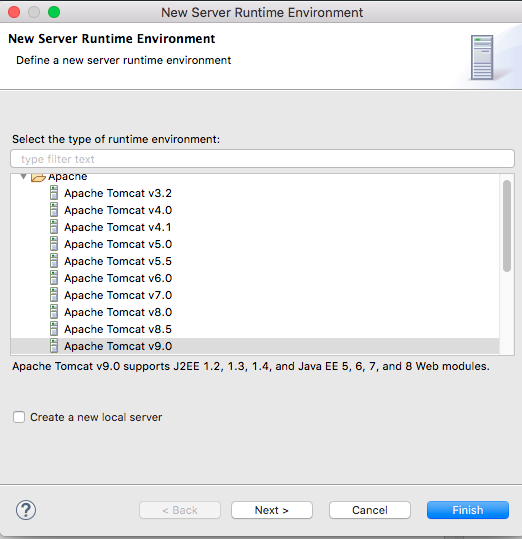 New Server Runtime Environment
New Server Runtime Environment
Define a new server runtime environment
Select the type of runtime environment:
type filter text
Apache
Apache Tomcat v3.2
Apache Tomcat v4.0
Apache Tomcat v4.1
Apache Tomcat v5.0
Apache Tomcat v5.5
Apache Tomcat v6.0
Apache Tomcat v7.0
Apache Tomcat v8.0
Apache Tomcat v8.5
Apache Tomcat v9.0
Apache Tomcat v9.0 supports J2EE 1.2, 1.3, 1.4, and Java EE 5, 6, 7, and 8 Web modules.
Create a new local server
? < Back Next > Cancel Finish